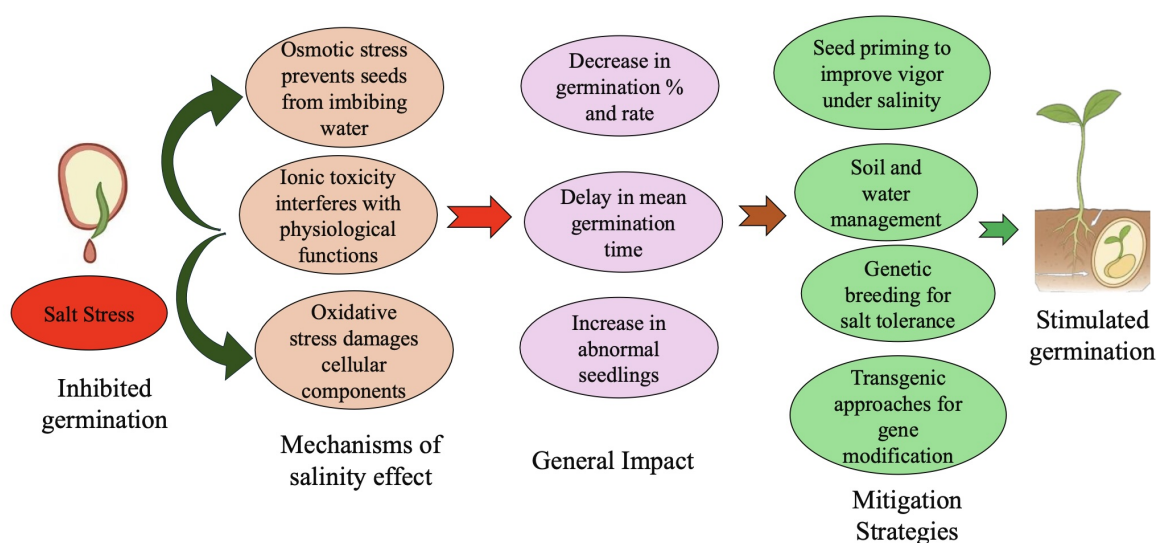 Salt Stress
Inhibited
germination
Osmotic stress
prevents seeds
from imbibing
water
Ionic toxicity
interferes with
physiological
functions
Oxidative
stress damages
cellular
components
Mechanisms of
salinity effect
Decrease in
germination %
and rate
Delay in mean
germination
time
Increase in
abnormal
seedlings
General Impact
Seed priming to
improve vigor
under salinity
Soil and
water
management
Genetic
breeding for
salt tolerance
Transgenic
approaches for
gene
modification
Mitigation
Strategies
Stimulated
germination